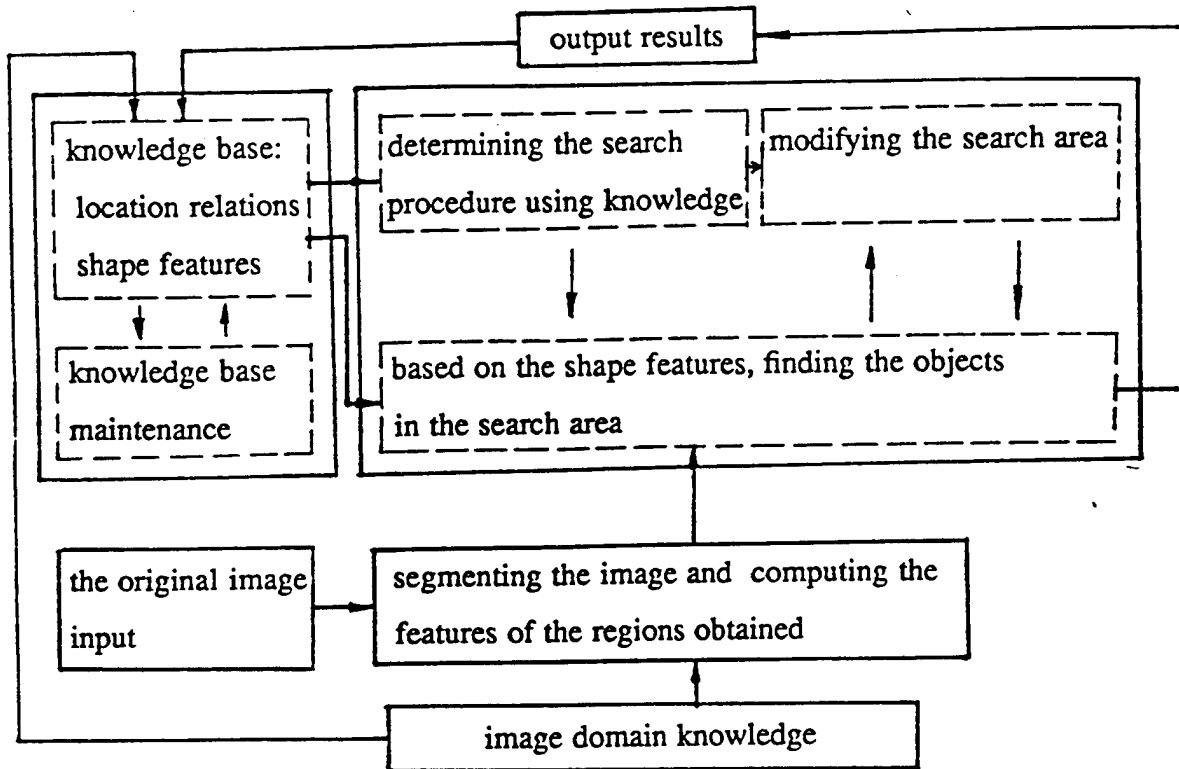 output results
knowledge base:
location relations
shape features
determining the search
procedure using knowledge
modifying the search area
knowledge base
maintenance
based on the shape features, finding the objects
in the search area
the original image
input
segmenting the image and computing the
features of the regions obtained
image domain knowledge